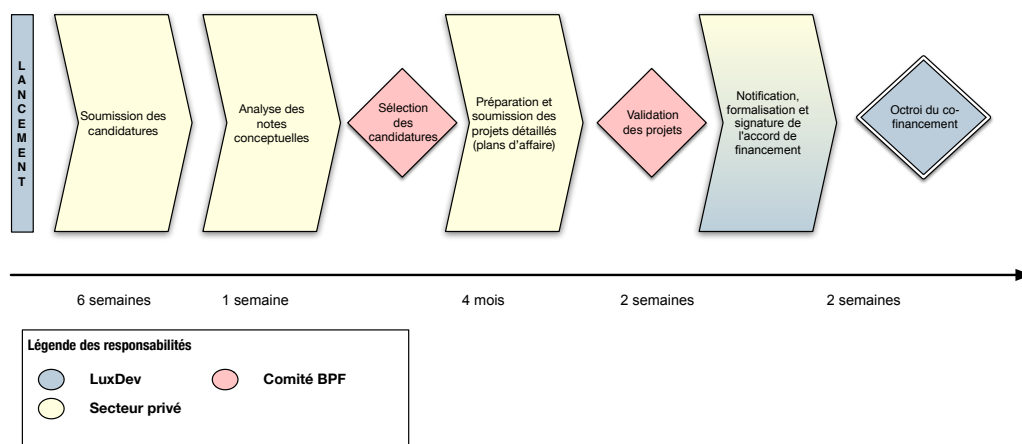 LANCEMENT
Soumission des
candidatures
Analyse des
notes
conceptuelles
Sélection
des
candidatures
Préparation et
soumission des
projets détaillés
(plans d'affaire)
Validation
des projets
Notification,
formalisation et
signature de
l'accord de
financement
Octroi du co-
financement
6 semaines
1 semaine
4 mois
2 semaines
2 semaines
Légende des responsabilités
LuxDev
Comité BPF
Secteur privé